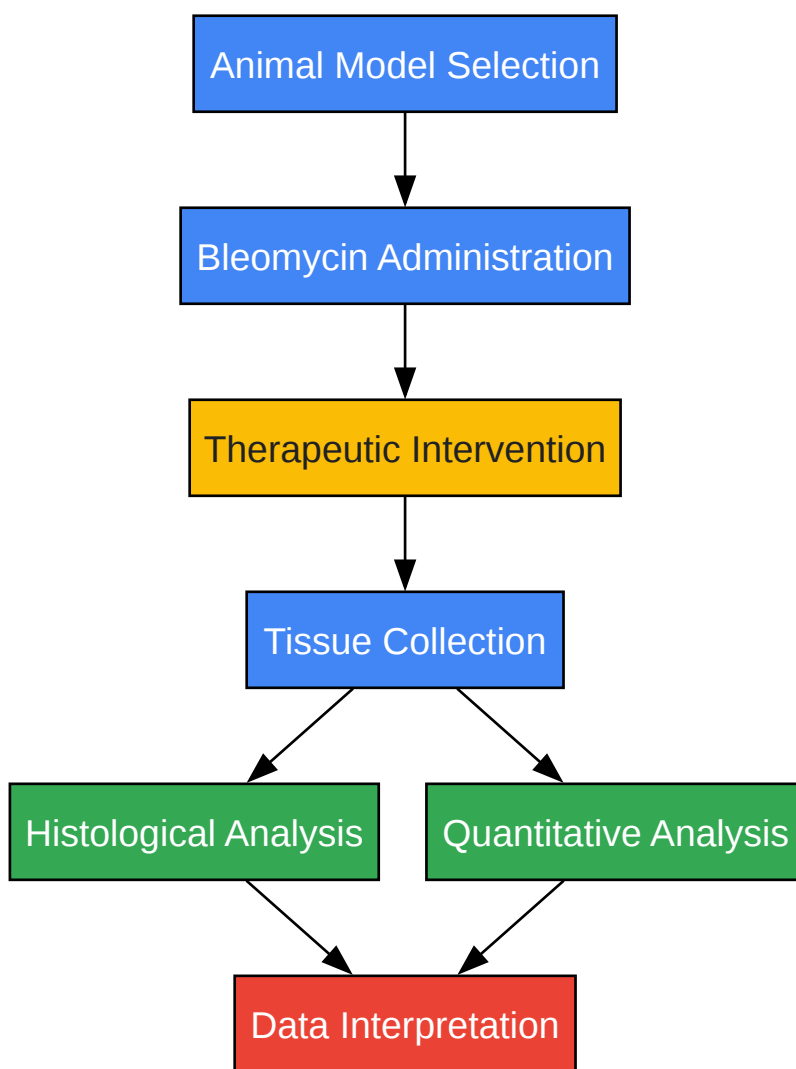 Animal Model Selection
Bleomycin Administration
Therapeutic Intervention
Tissue Collection
Histological Analysis
Quantitative Analysis
Data Interpretation